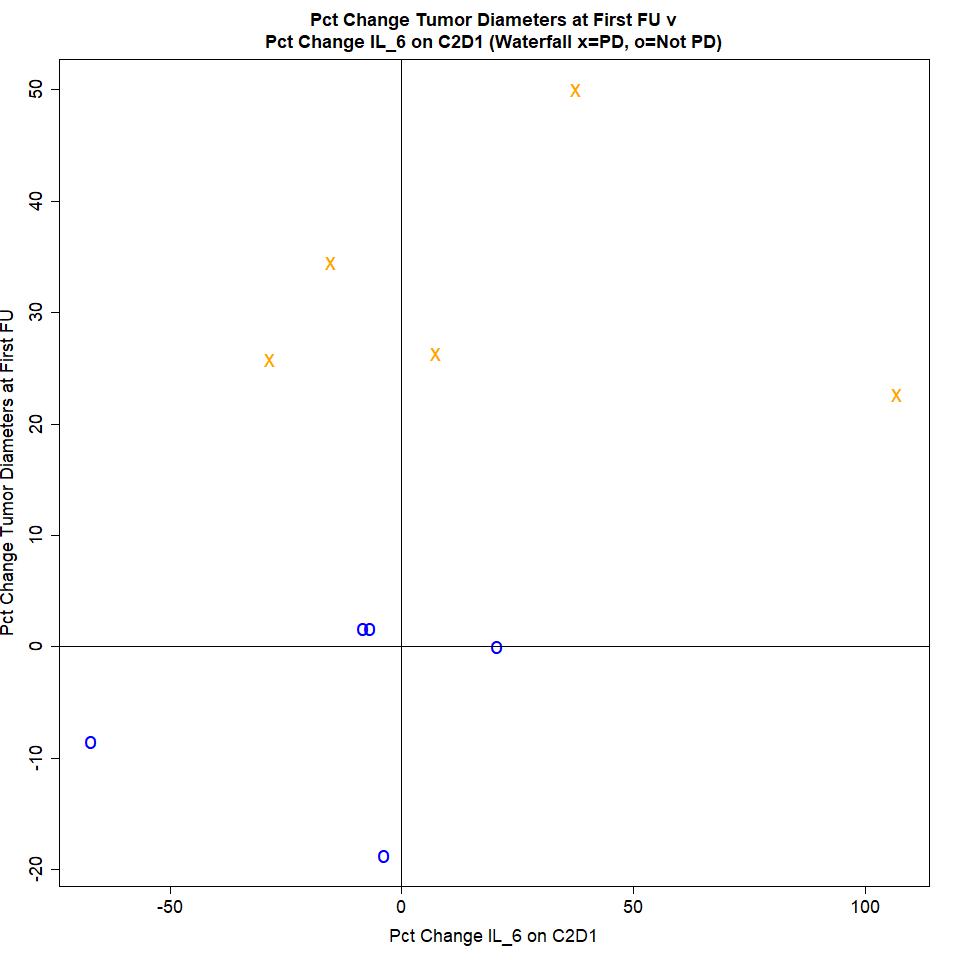 Pct Change Tumor Diameters at First FU v
Pct Change IL_6 on C2D1 (Waterfall x=PD, o=Not PD)
Pct Change Tumor Diameters at First FU
50
40
30
20
10
0
-10
-20
X
X
X
X
X
O
O
O
O
O
-50
0
50
100
Pct Change IL_6 on C2D1